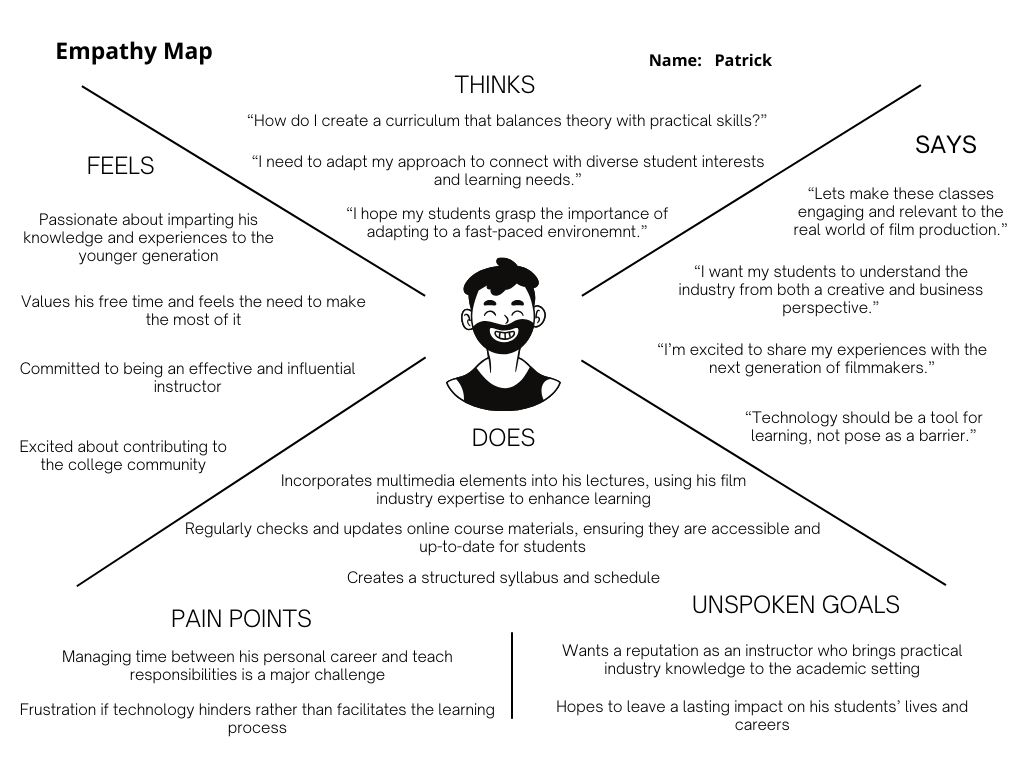 Empathy Map
Name: Patrick
THINKS
“How do I create a curriculum that balances theory with practical skills?”
“I need to adapt my approach to connect with diverse student interests
and learning needs.”
“I hope my students grasp the importance of
adapting to a fast-paced environemnt.”
FEELS
Passionate about imparting his
knowledge and experiences to the
younger generation
Values his free time and feels the need to make
the most of it
Committed to being an effective and influential
instructor
Excited about contributing to
the college community
SAYS
“Lets make these classes
engaging and relevant to the
real world of film production.”
“I want my students to understand the
industry from both a creative and business
perspective.”
“I’m excited to share my experiences with the
next generation of filmmakers.”
“Technology should be a tool for
learning, not pose as a barrier.”
DOES
Incorporates multimedia elements into his lectures, using his film
industry expertise to enhance learning
Regularly checks and updates online course materials, ensuring they are accessible and
up-to-date for students
Creates a structured syllabus and schedule
PAIN POINTS
Managing time between his personal career and teach
responsibilities is a major challenge
Frustration if technology hinders rather than facilitates the learning
process
UNSPOKEN GOALS
Wants a reputation as an instructor who brings practical
industry knowledge to the academic setting
Hopes to leave a lasting impact on his students’ lives and
careers